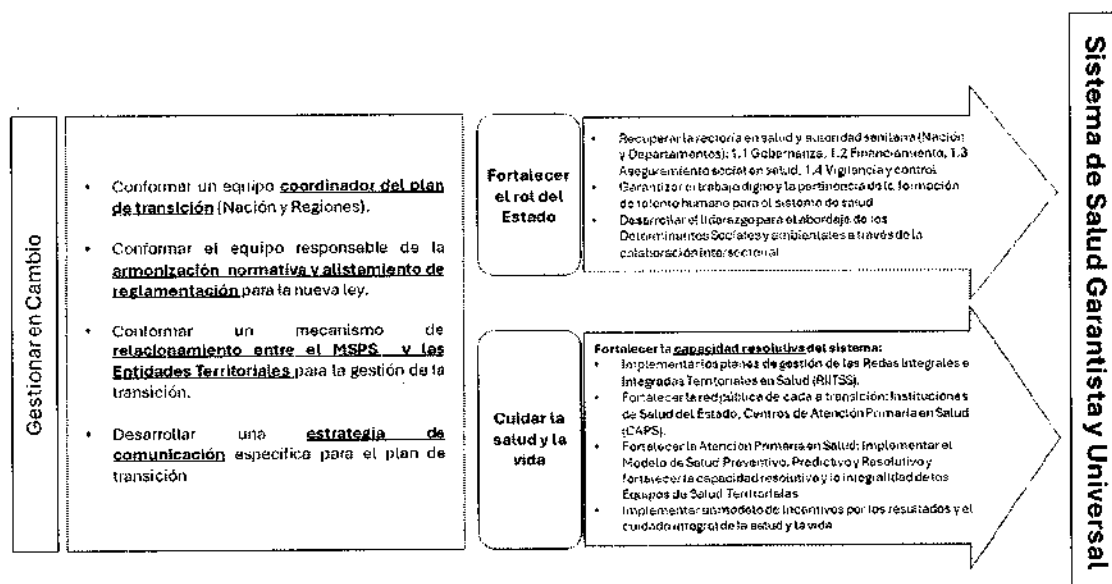 Gestionar en Cambio
• Conformar un equipo coordinador del plan
de transición (Nación y Regiones).
• Conformar el equipo responsable de la
armonización normativa y alistamiento de
reglamentación para la nueva ley.
• Conformar un mecanismo de
relacionamiento entre el MSPS y las
Entidades Territoriales para la gestión de la
transición.
• Desarrollar una estrategia de
comunicación específica para el plan de
transición
Fortalecer
el rol del
Estado
• Recuperar la rectoría en salud y autoridad sanitaria (Nación
y Departamentos): 1.1 Gobernanza, 1.2 Financiamiento, 1.3
Aseguramiento social en salud, 1.4 Vigilancia y control.
• Garantizar el trabajo digno y la pertinencia de la formación
de talento humano para el sistema de salud
• Desarrollar el liderazgo para el abordaje de los
Determinantes Sociales y ambientales a través de la
colaboración intersectorial
Cuidar la
salud y la
vida
Fortalecer la capacidad resolutiva del sistema:
• Implementar los planes de gestión de las Redes Integrales e
Integradas Territoriales en Salud (RIITSS).
• Fortalecer la red pública de cada a transición: Instituciones
de Salud del Estado, Centros de Atención Primaria en Salud
(CAPS).
• Fortalecer la Atención Primaria en Salud: Implementar el
Modelo de Salud Preventivo, Predictivo y Resolutivo y
fortalecer la capacidad resolutiva y la integralidad de los
Equipos de Salud Territoriales
• Implementar un modelo de incentivos por los resultados y el
cuidado integral de la salud y la vida
Sistema de Salud Garantista y Universal